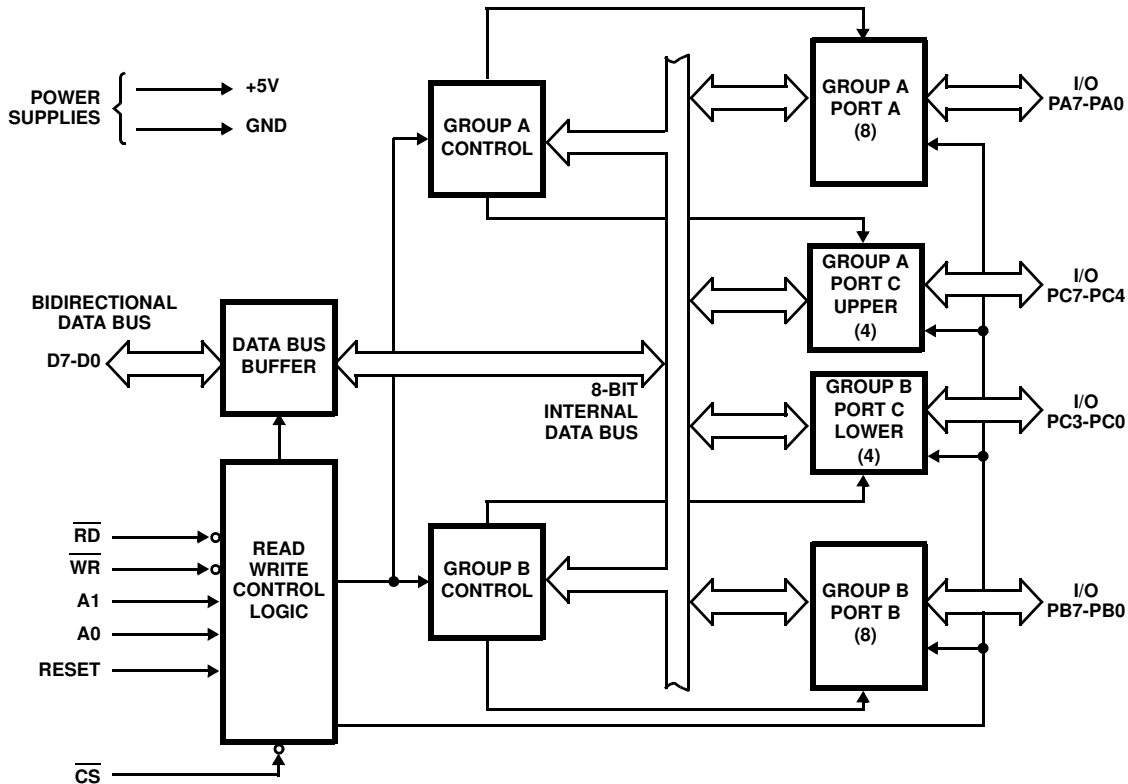 POWER
SUPPLIES
+5V
GND
GROUP A
CONTROL
GROUP A
PORT A
(8)
I/O
PA7-PA0
GROUP A
PORT C
UPPER
(4)
I/O
PC7-PC4
BIDIRECTIONAL
DATA BUS
D7-D0
DATA BUS
BUFFER
8-BIT
INTERNAL
DATA BUS
GROUP B
PORT C
LOWER
(4)
I/O
PC3-PC0
RD
WR
A1
A0
RESET
CS
READ
WRITE
CONTROL
LOGIC
GROUP B
CONTROL
GROUP B
PORT B
(8)
I/O
PB7-PB0